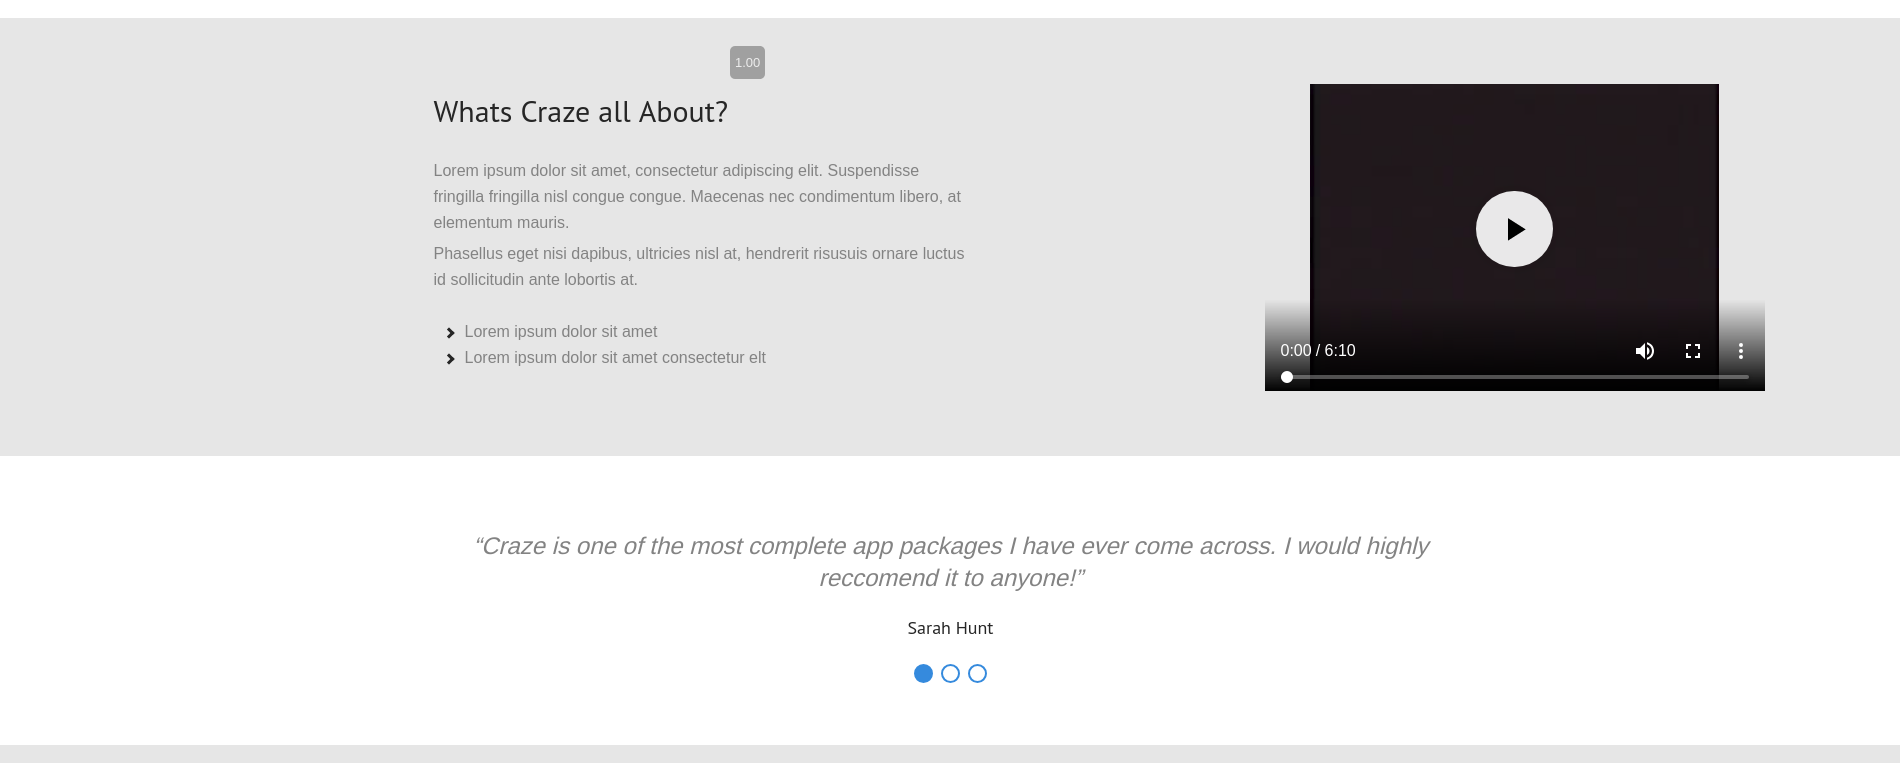 1.00
Whats Craze all About?
Lorem ipsum dolor sit amet, consectetur adipiscing elit. Suspendisse
fringilla fringilla nisl congue congue. Maecenas nec condimentum libero, at
elementum mauris.
Phasellus eget nisi dapibus, ultricies nisl at, hendrerit risusuis ornare luctus
id sollicitudin ante lobortis at.
Lorem ipsum dolor sit amet
Lorem ipsum dolor sit amet consectetur elt
0:00 / 6:10
“Craze is one of the most complete app packages I have ever come across. I would highly
reccomend it to anyone!”
Sarah Hunt